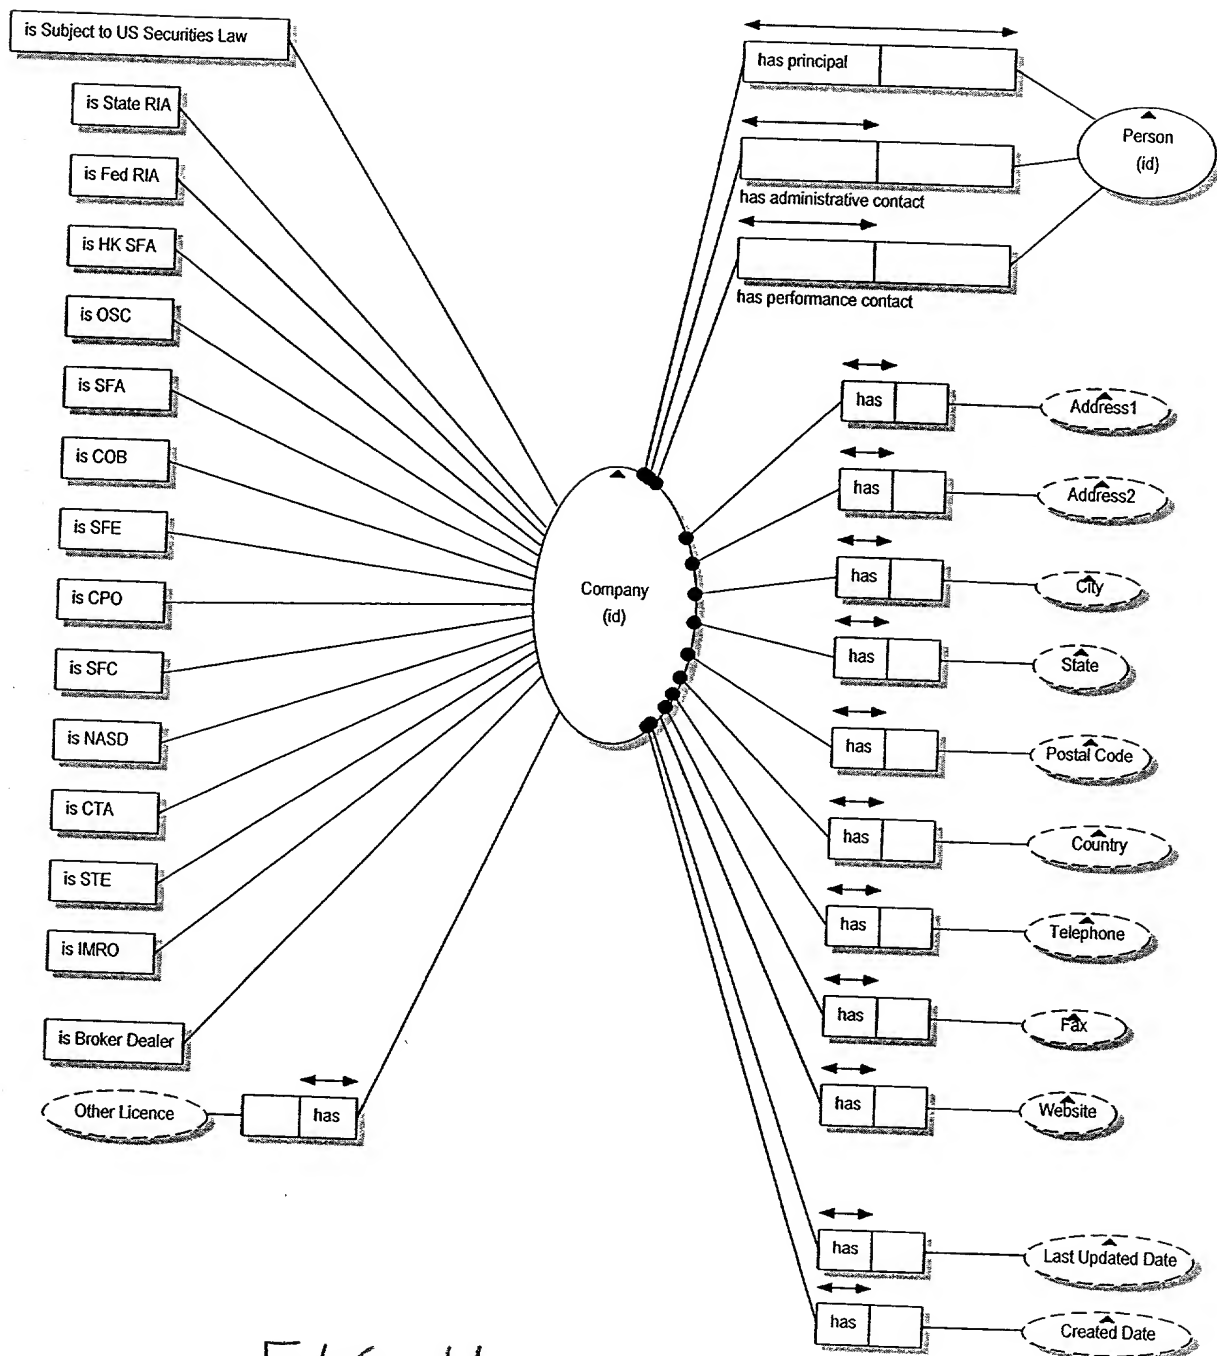 is Subject to US Securities Law
is State RIA
is Fed RIA
is HK SFA
is OSC
is SFA
is COB
is SFE
is CPO
is SFC
is NASD
is CTA
is STE
is IMRO
is Broker Dealer
Other Licence
has
Company
(id)
has principal
has administrative contact
has performance contact
Person
(id)
has
Address1
has
Address2
has
City
has
State
has
Postal Code
has
Country
has
Telephone
has
Fax
has
Website
has
Last Updated Date
has
Created Date